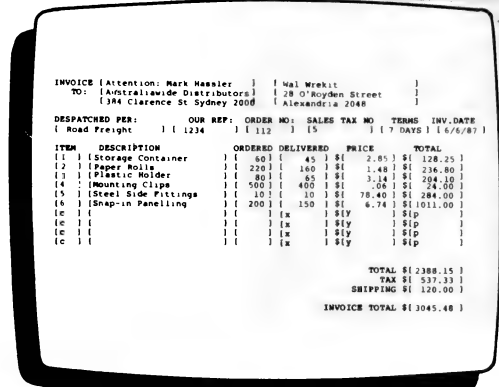 INVOICE [Attention: Mark Hassler ] [ Wal Wrekit ]
TO: [Australiawide Distributors] [ 28 O'Royden Street ]
[384 Clarence St Sydney 2000 [ Alexandria 2048 ]
DESPATCHED PER: OUR REF: ORDER NO: SALES TAX NO TERMS INV.DATE
[ Road Freight ] [ 1234 ] [ 112 ] [5 ] [ 7 DAYS ] [ 6/6/87 ]
ITEM DESCRIPTION ORDERED DELIVERED PRICE TOTAL
[1 ] [Storage Container ] [ 60] [ 45 ] $[ 2.85] $[ 128.25 ]
[2 ] [Paper Rolls ] [ 220] [ 160 ] $[ 1.48 ] $[ 236.80 ]
[3 ] [Plastic Holder ] [ 80] [ 65 ] $[ 3.14 ] $[ 204.10 ]
[4 ] [Mounting Clips ] [ 500] [ 400 ] $[ .06 ] $[ 24.00 ]
[5 ] [Steel Side Fittings ] [ 10] [ 10 ] $[ 78.40 ] $[ 284.00 ]
[6 ] [Snap-in Panelling ] [ 200] [ 150 ] $[ 6.74 ] $[1011.00 ]
[c ] [ ] [ ] [x ] $[y ] $[p ]
[c ] [ ] [ ] [x ] $[y ] $[p ]
[c ] [ ] [ ] [x ] $[y ] $[p ]
[c ] [ ] [ ] [x ] $[y ] $[p ]
TOTAL $[2388.15 ]
TAX $[ 537.33 ]
SHIPPING $[ 120.00 ]
INVOICE TOTAL $[3045.48 ]